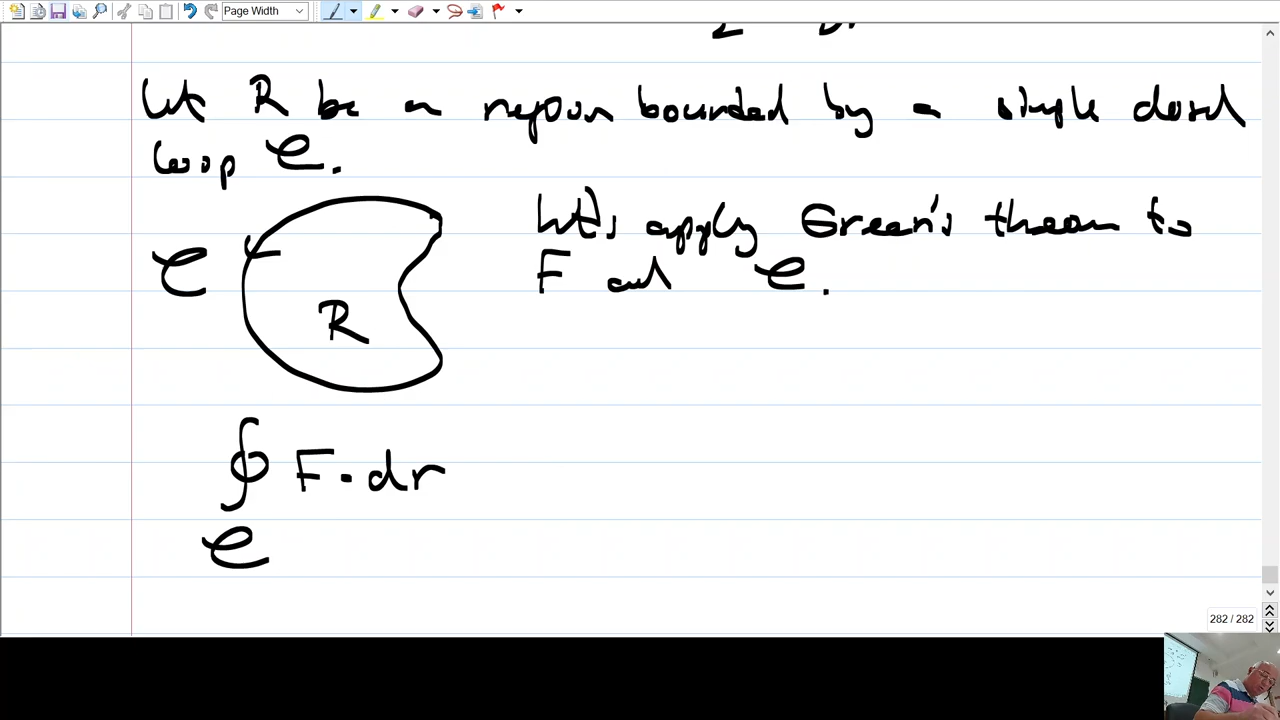 Page Width
Let R be a region bounded by a simple closed
loop C.
Let's apply Green's theorem to
F and C.
C
R
∮ F · dr
C
282 / 282